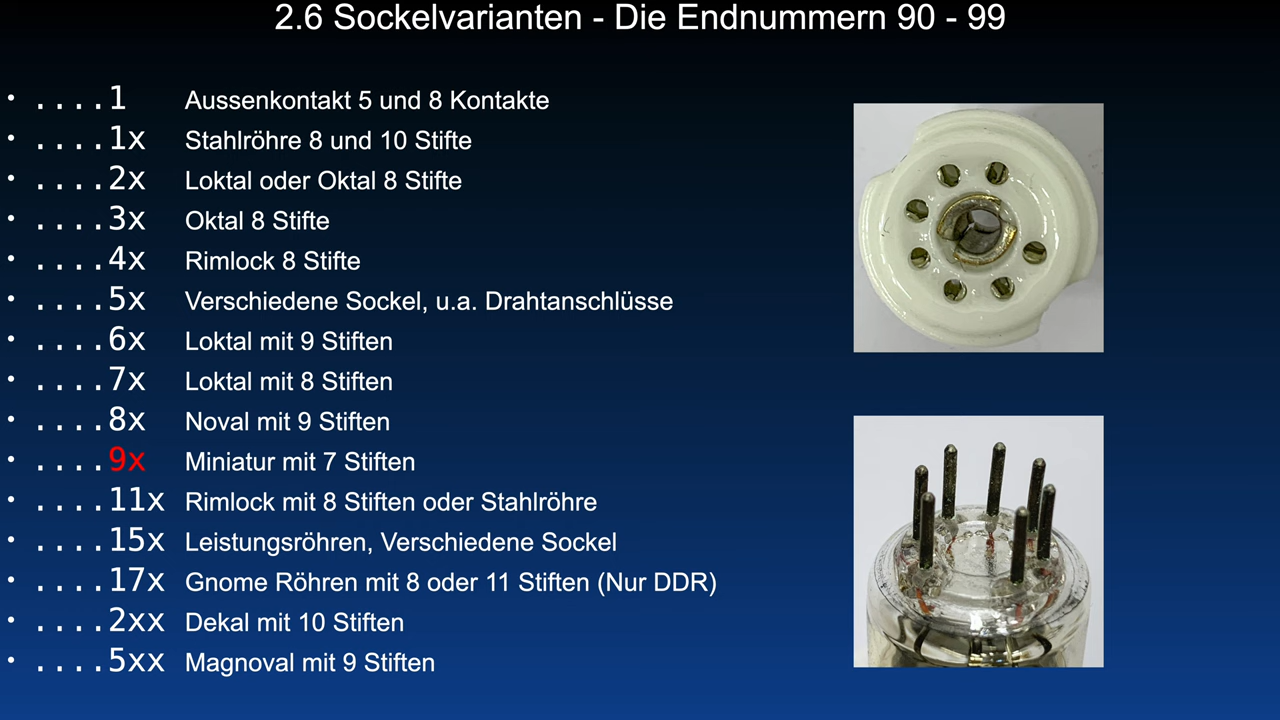 2.6 Sockelvarianten - Die Endnummern 90 - 99
• ....1 Aussenkontakt 5 und 8 Kontakte
• ....1x Stahlröhre 8 und 10 Stifte
• ....2x Loktal oder Oktal 8 Stifte
• ....3x Oktal 8 Stifte
• ....4x Rimlock 8 Stifte
• ....5x Verschiedene Sockel, u.a. Drahtanschlüsse
• ....6x Loktal mit 9 Stiften
• ....7x Loktal mit 8 Stiften
• ....8x Noval mit 9 Stiften
• ....9x Miniatur mit 7 Stiften
• ....11x Rimlock mit 8 Stiften oder Stahlröhre
• ....15x Leistungsröhren, Verschiedene Sockel
• ....17x Gnome Röhren mit 8 oder 11 Stiften (Nur DDR)
• ....2xx Dekal mit 10 Stiften
• ....5xx Magnoval mit 9 Stiften